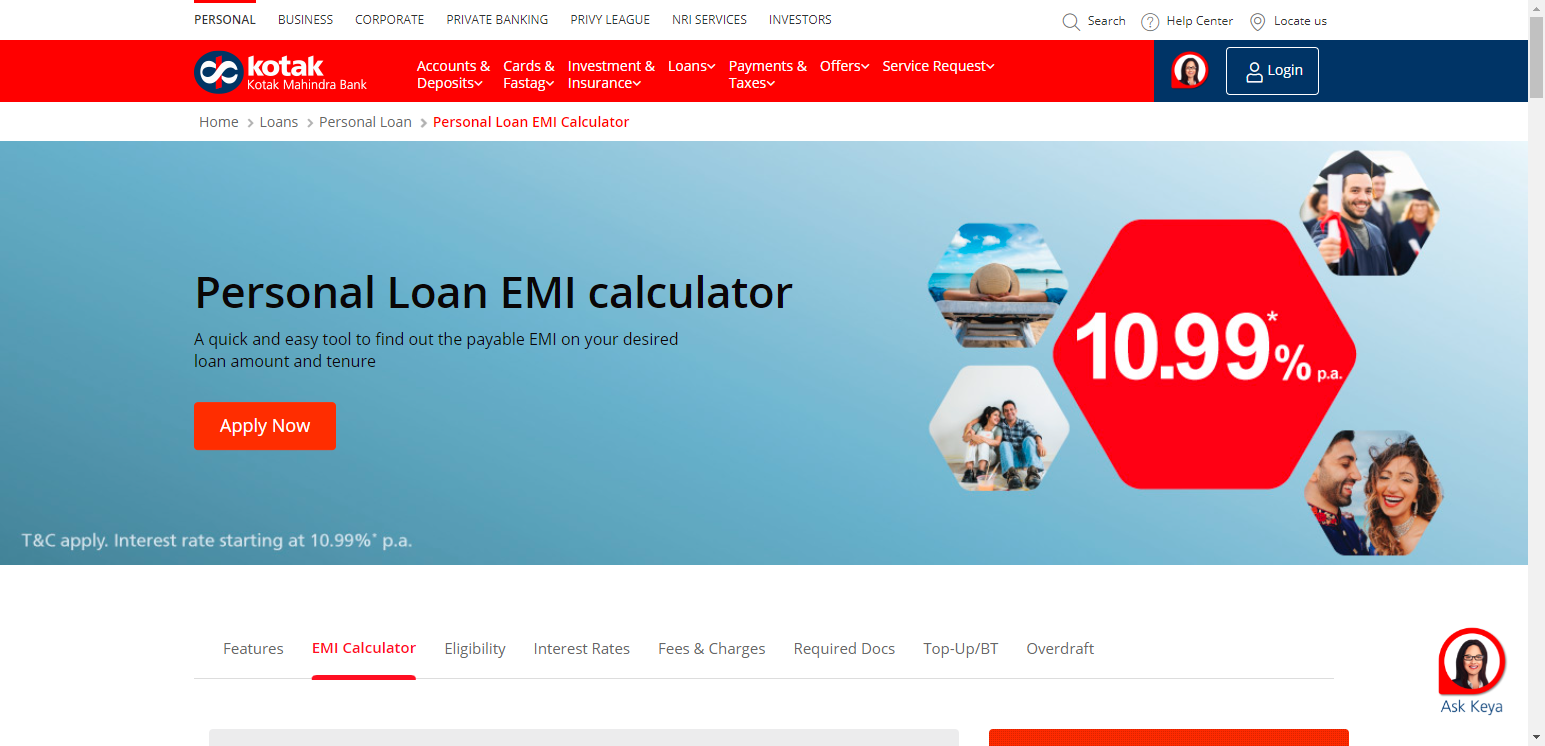 PERSONAL BUSINESS CORPORATE PRIVATE BANKING PRIVY LEAGUE NRI SERVICES INVESTORS Search Help Center Locate us
kotak
Kotak Mahindra Bank
Accounts & Deposits
Cards & Fastag
Investment & Insurance
Loans
Payments & Taxes
Offers
Service Request
Login
Home Loans Personal Loan Personal Loan EMI Calculator
Personal Loan EMI calculator
A quick and easy tool to find out the payable EMI on your desired
loan amount and tenure
Apply Now
10.99*% p.a.
T&C apply. Interest rate starting at 10.99%* p.a.
Features EMI Calculator Eligibility Interest Rates Fees & Charges Required Docs Top-Up/BT Overdraft
Ask Keya